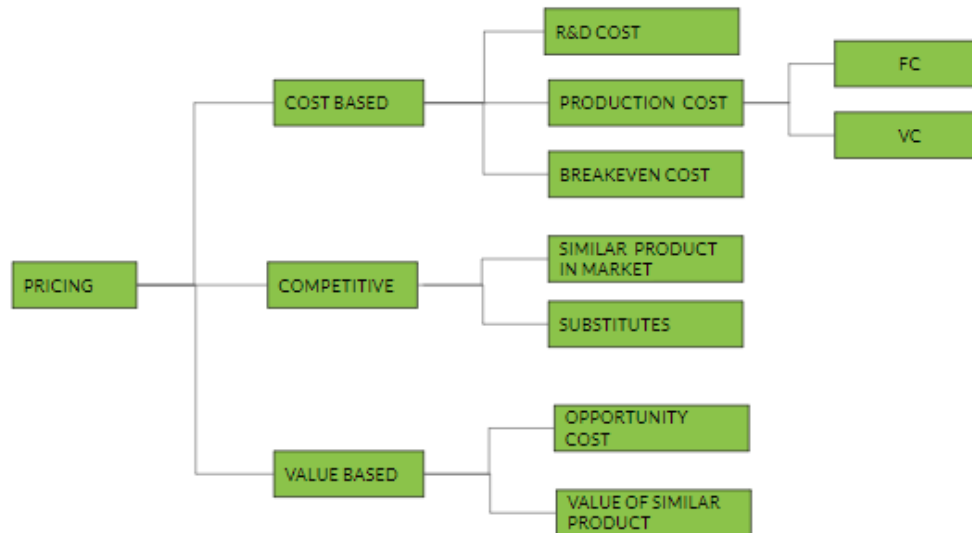 R&D COST
FC
COST BASED
PRODUCTION COST
VC
BREAKEVEN COST
SIMILAR PRODUCT
IN MARKET
PRICING
COMPETITIVE
SUBSTITUTES
OPPORTUNITY
COST
VALUE BASED
VALUE OF SIMILAR
PRODUCT